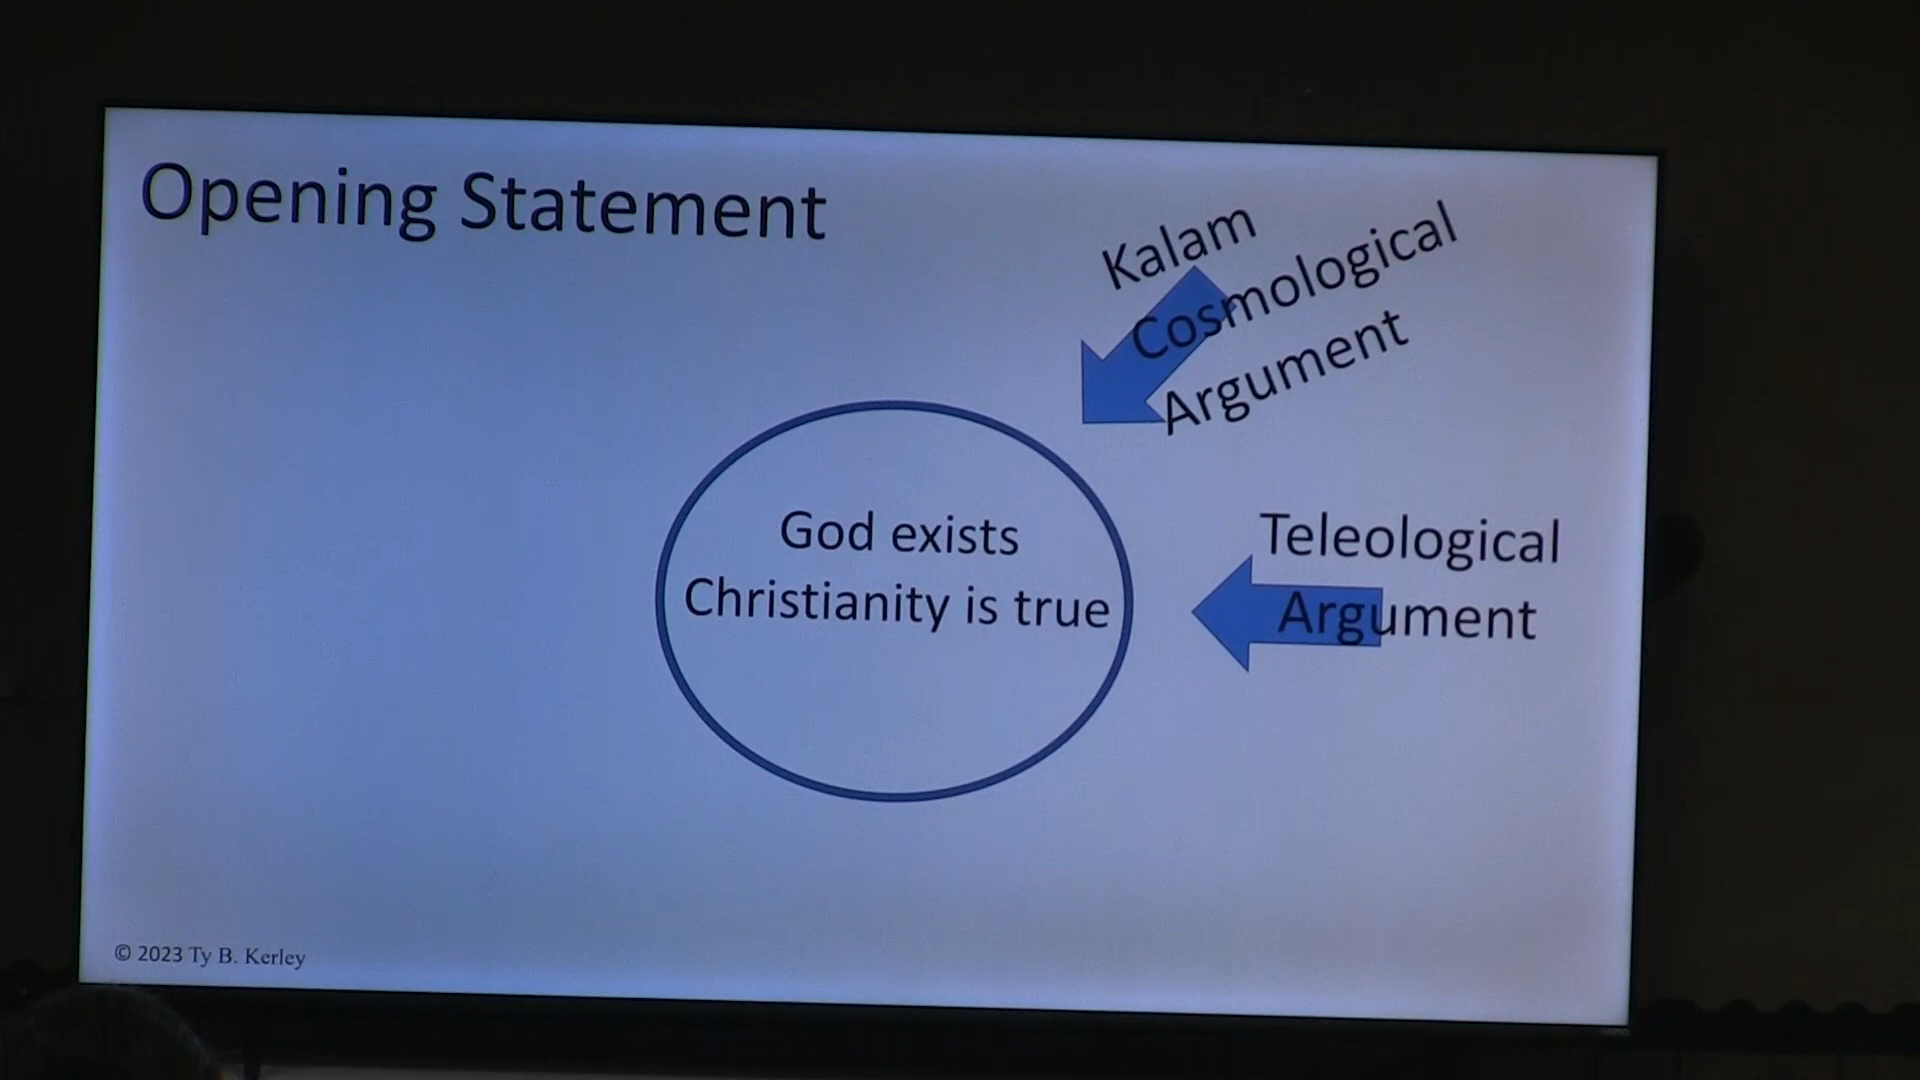 Opening Statement
Kalam
Cosmological
Argument
God exists
Christianity is true
Teleological
Argument
© 2023 Ty B. Kerley